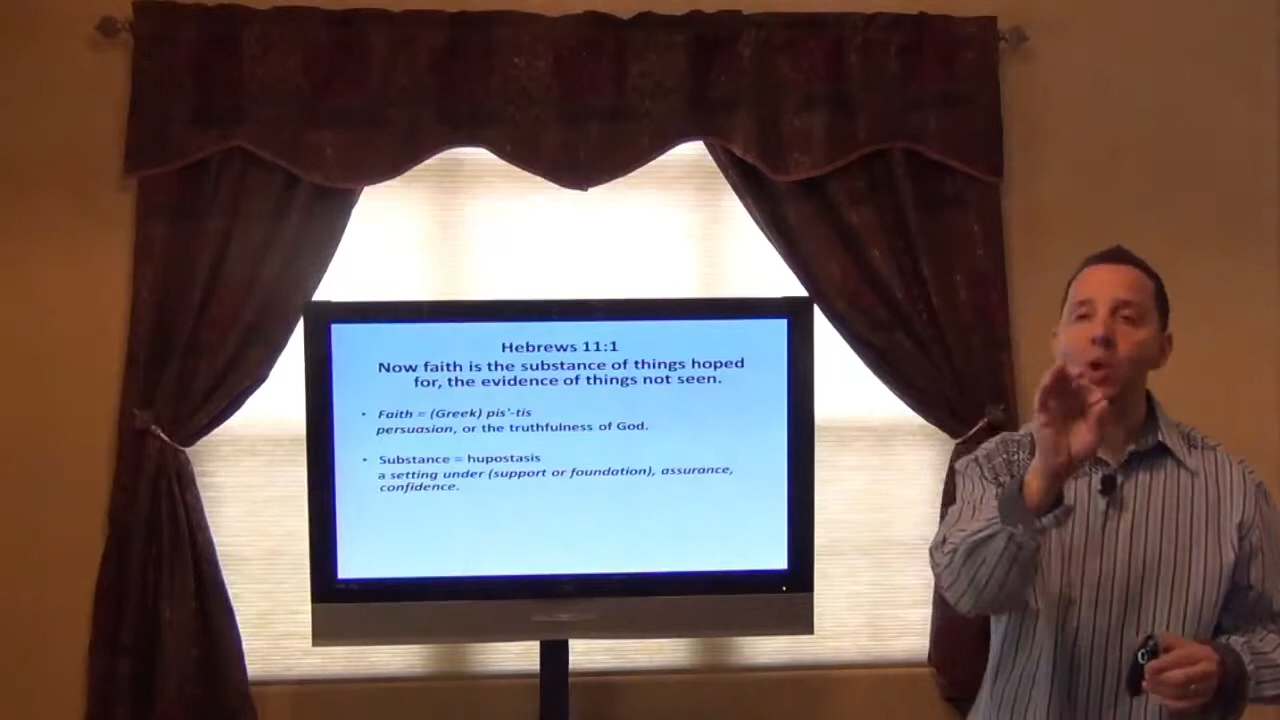 Hebrews 11:1
Now faith is the substance of things hoped
for, the evidence of things not seen.
• Faith = (Greek) pis'-tis
persuasion, or the truthfulness of God.
• Substance = hupostasis
a setting under (support or foundation), assurance,
confidence.